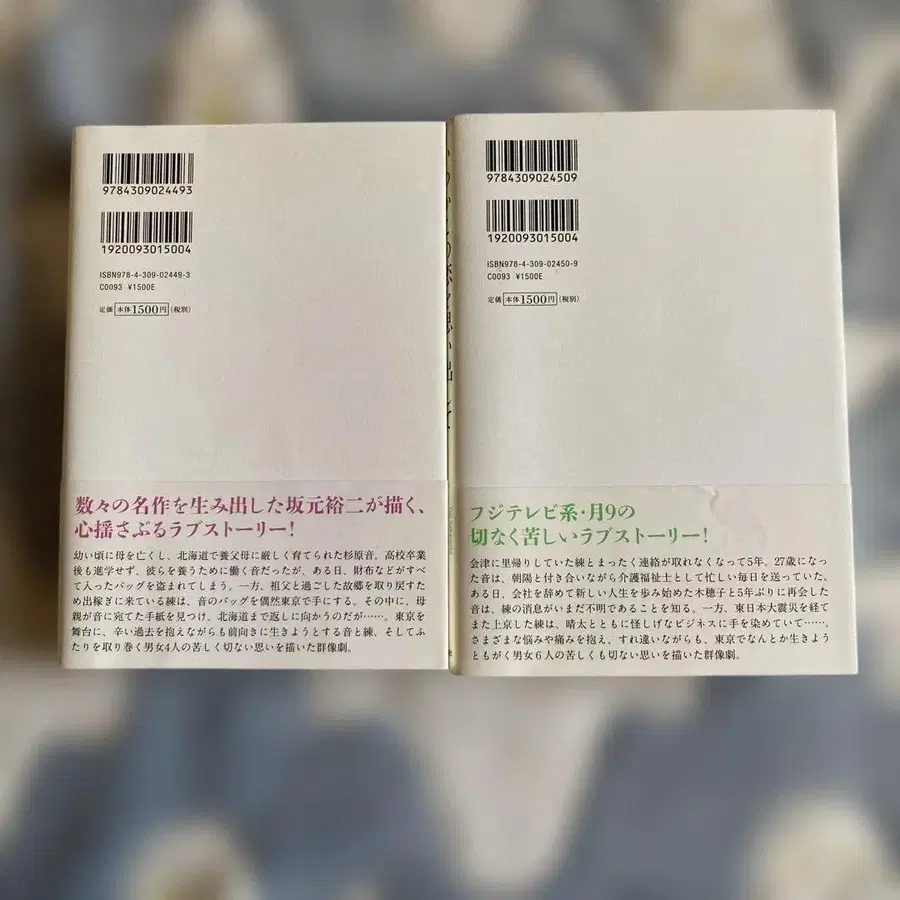 9784309024493
1920093015004
ISBN978-4-309-02449-3
C0093 ¥1500E
定価 本体1500円(税別)
数々の名作を生み出した坂元裕二が描く、
心揺さぶるラブストーリー!
幼い頃に母を亡くし、北海道で養父母に厳しく育てられた杉原音。高校卒業
後も進学せず、彼らを養うために働く音だったが、ある日、財布などがすべ
て入ったバッグを盗まれてしまう。一方、祖父と過ごした故郷を取り戻すた
め出稼ぎに来ている練は、音のバッグを偶然東京で手にする。その中に、母
親が音に宛てた手紙を見つけ。北海道まで返しに向かうのだが……。東京を
舞台に、辛い過去を抱えながらも前向きに生きようとする音と練、そしてふ
たりを取り巻く男女4人の苦しく切ない思いを描いた群像劇。
9784309024509
1920093015004
ISBN978-4-309-02450-9
C0093 ¥1500E
定価 本体1500円(税別)
フジテレビ系・月9の
切なく苦しいラブストーリー!
会津に里帰りしていた練とまったく連絡が取れなくなって5年。27歳になっ
た音は、朝陽と付き合いながら介護福祉士として忙しい毎日を送っていた。
ある日、会社を辞めて新しい人生を歩み始めた木穂子と5年ぶりに再会した
音は、練の消息がいまだ不明であることを知る。一方、東日本大震災を経て
また上京した練は、晴太とともに怪しげなビジネスに手を染めていて……。
さまざまな悩みや痛みを抱え、すれ違いながらも、東京でなんとか生きよう
ともがく男女6人の苦しくも切ない思いを描いた群像劇。